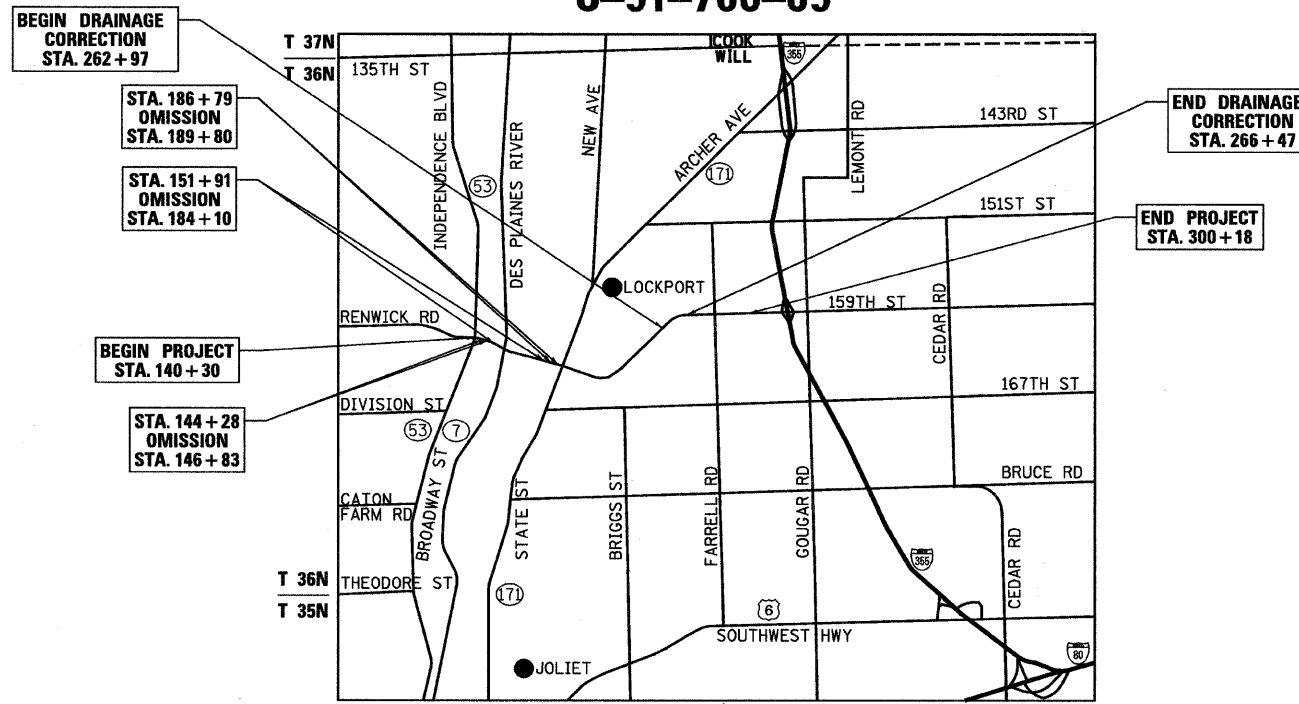 BEGIN DRAINAGE
CORRECTION
STA. 262+97
T 37N
T 36N
135TH ST
COOK
WILL
355
STA. 186+79
OMISSION
STA. 189+80
INDEPENDENCE BLVD
DES PLAINES RIVER
NEW AVE
ARCHER AVE
LEMONT RD
143RD ST
END DRAINAGE
CORRECTION
STA. 266+47
53
171
STA. 151+91
OMISSION
STA. 184+10
151ST ST
END PROJECT
STA. 300+18
LOCKPORT
159TH ST
CEDAR RD
RENWICK RD
BEGIN PROJECT
STA. 140+30
167TH ST
DIVISION ST
STA. 144+28
OMISSION
STA. 146+83
53
7
BROADWAY ST
STATE ST
BRIGGS ST
FARRELL RD
GOUGAR RD
BRUCE RD
CATON
FARM RD
CEDAR RD
355
T 36N
T 35N
THEODORE ST
171
6
SOUTHWEST HWY
JOLIET
80